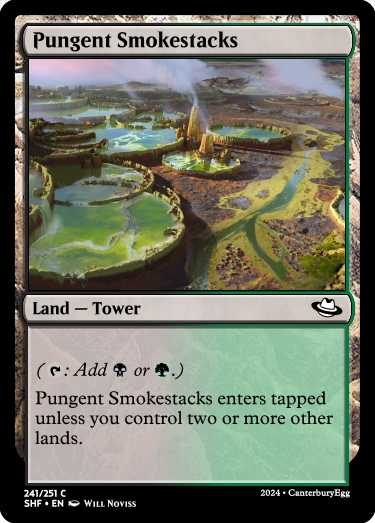 Pungent Smokestacks
Land — Tower
( : Add or .)
Pungent Smokestacks enters tapped
unless you control two or more other
lands.
241/251 C
SHF • EN Will Noviss
2024 • CanterburyEgg